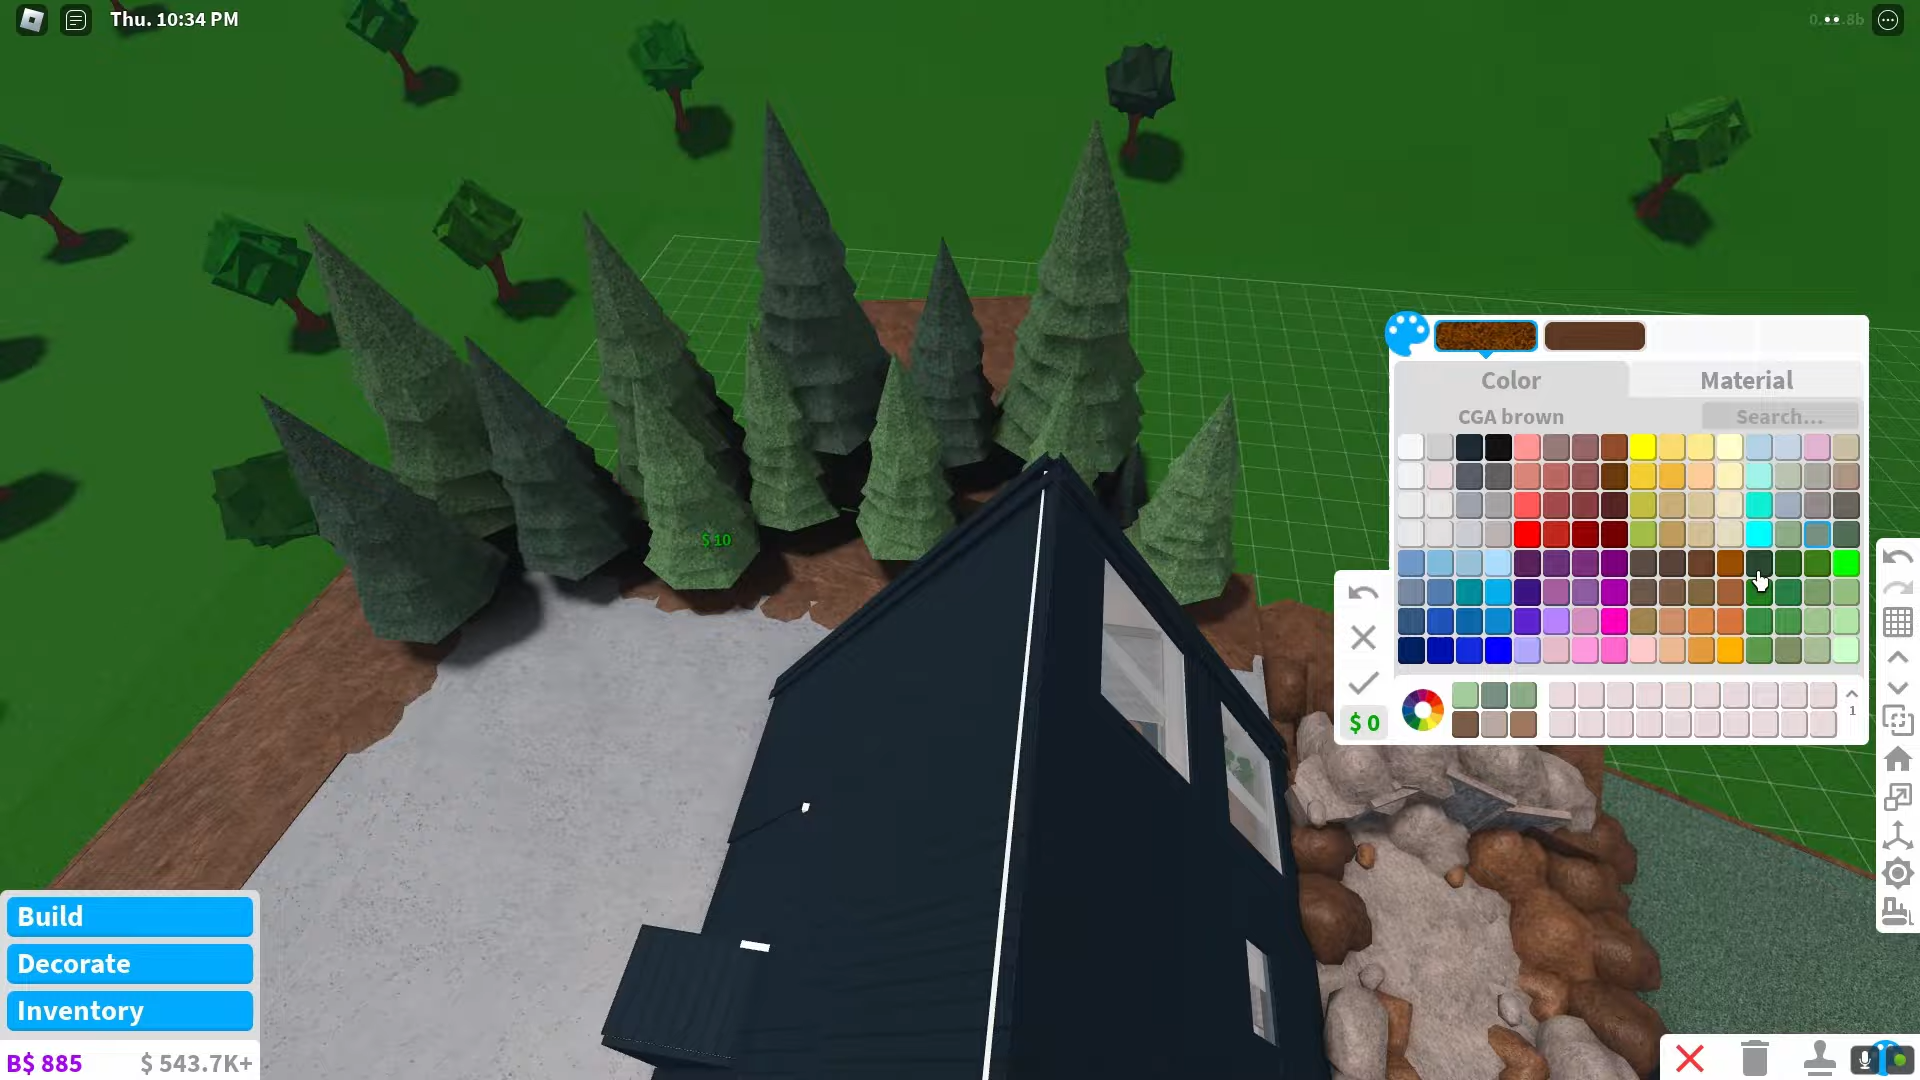 Thu. 10:34 PM
Color
Material
CGA brown
Search...
$ 10
$ 0
1
Build
Decorate
Inventory
B$ 885
$ 543.7K+